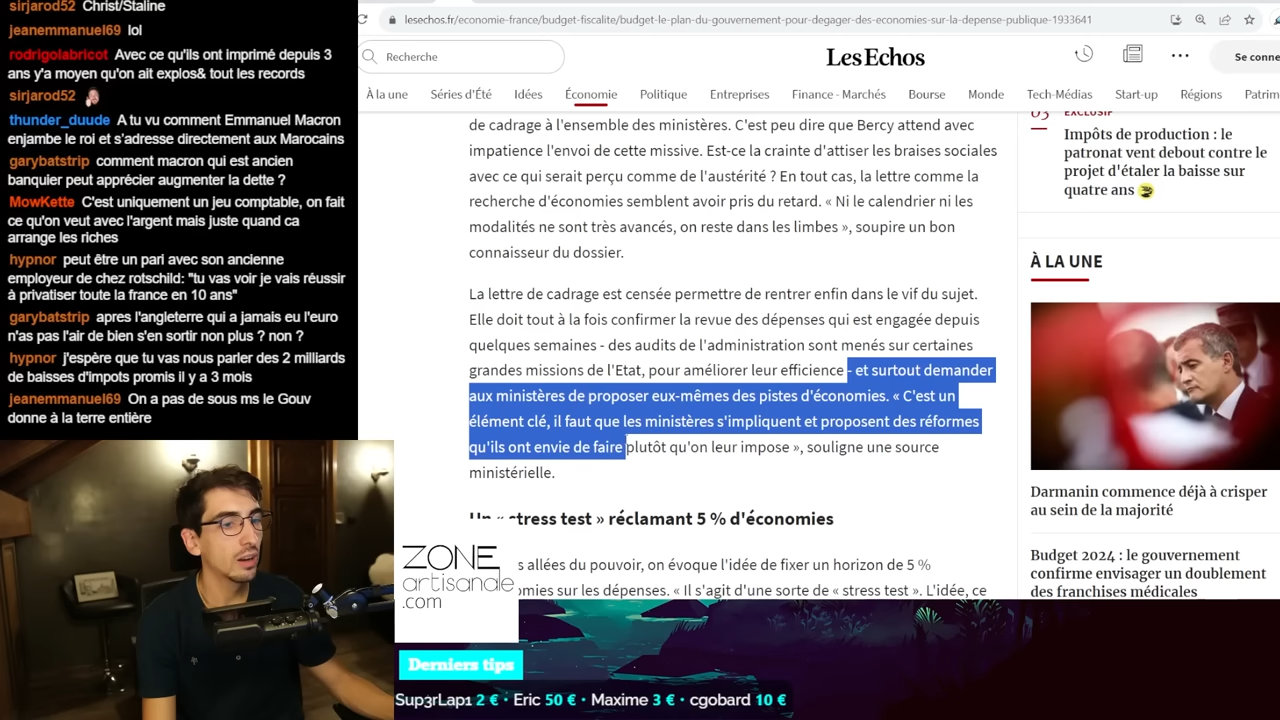 sirjarod52 Christ/Staline
jeanemmanuel69 lol
rodrigolabricot Avec ce qu'ils ont imprimé depuis 3
ans y'a moyen qu'on ait explos& tout les records
sirjarod52
thunder_duude A tu vu comment Emmanuel Macron
enjambe le roi et s'adresse directement aux Marocains
garybatstrip comment macron qui est ancien
banquier peut apprécier augmenter la dette ?
MowKette C'est uniquement un jeu comptable, on fait
ce qu'on veut avec l'argent mais juste quand ca
arrange les riches
hypnor peut être un pari avec son ancienne
employeur de chez rotschild: "tu vas voir je vais réussir
à privatiser toute la france en 10 ans"
garybatstrip apres l'angleterre qui a jamais eu l'euro
n'as pas l'air de bien s'en sortir non plus ? non ?
hypnor j'espère que tu vas nous parler des 2 milliards
de baisses d'impots promis il y a 3 mois
jeanemmanuel69 On a pas de sous ms le Gouv
donne à la terre entière
lesechos.fr/economie-france/budget-fiscalite/budget-le-plan-du-gouvernement-pour-degager-des-economies-sur-la-depense-publique-1933641
Recherche
Les Echos
Se conne
À la une Séries d'Été Idées Économie Politique Entreprises Finance - Marchés Bourse Monde Tech-Médias Start-up Régions Patrim
de cadrage à l'ensemble des ministères. C'est peu dire que Bercy attend avec
impatience l'envoi de cette missive. Est-ce la crainte d'attiser les braises sociales
avec ce qui serait perçu comme de l'austérité ? En tout cas, la lettre comme la
recherche d'économies semblent avoir pris du retard. « Ni le calendrier ni les
modalités ne sont très avancés, on reste dans les limbes », soupire un bon
connaisseur du dossier.
La lettre de cadrage est censée permettre de rentrer enfin dans le vif du sujet.
Elle doit tout à la fois confirmer la revue des dépenses qui est engagée depuis
quelques semaines - des audits de l'administration sont menés sur certaines
grandes missions de l'Etat, pour améliorer leur efficience - et surtout demander
aux ministères de proposer eux-mêmes des pistes d'économies. « C'est un
élément clé, il faut que les ministères s'impliquent et proposent des réformes
qu'ils ont envie de faire plutôt qu'on leur impose », souligne une source
ministérielle.
Un « stress test » réclamant 5 % d'économies
s allées du pouvoir, on évoque l'idée de fixer un horizon de 5 %
omies sur les dépenses. « Il s'agit d'une sorte de « stress test ». L'idée, ce
03 EXCLUSIF
Impôts de production : le
patronat vent debout contre le
projet d'étaler la baisse sur
quatre ans
À LA UNE
Darmanin commence déjà à crisper
au sein de la majorité
Budget 2024 : le gouvernement
confirme envisager un doublement
des franchises médicales
ZONE
artisanale
.com
Derniers tips
Sup3rLap1 2 € • Eric 50 € • Maxime 3 € • cgobard 10 €